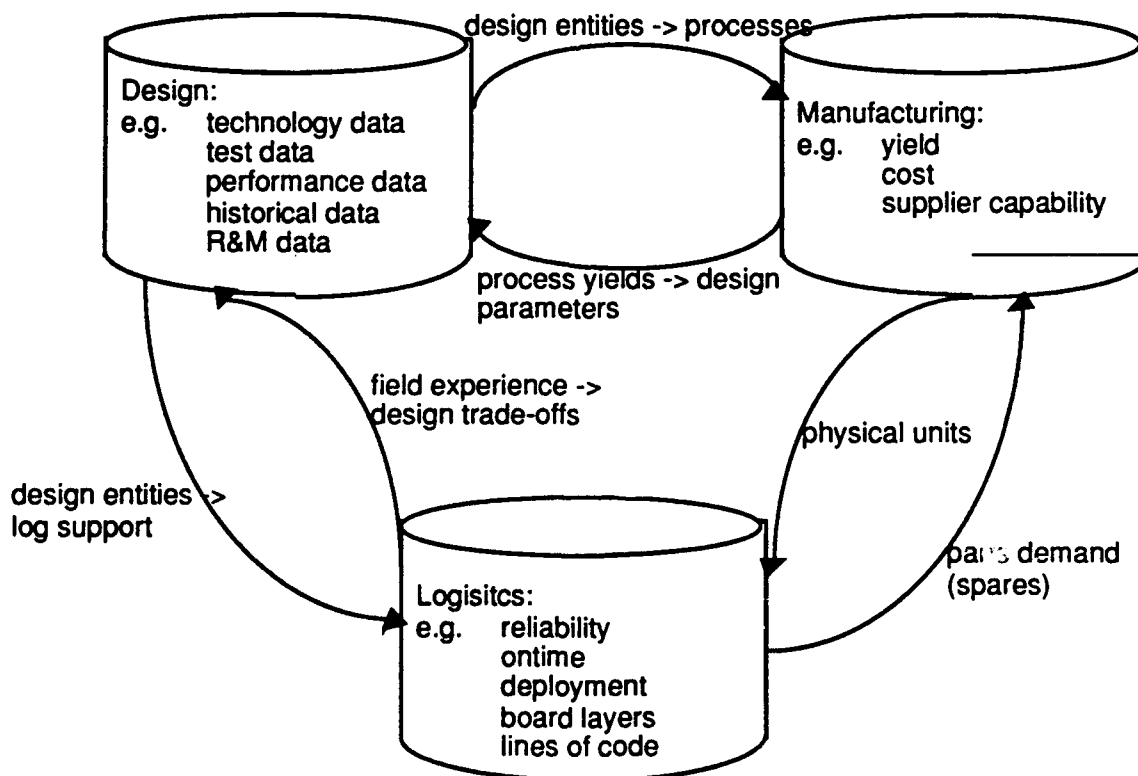 design entities -> processes
Design:
e.g. technology data
test data
performance data
historical data
R&M data
Manufacturing:
e.g. yield
cost
supplier capability
process yields -> design
parameters
field experience ->
design trade-offs
physical units
design entities ->
log support
demand
(spares)
Logisitcs:
e.g. reliability
ontime
deployment
board layers
lines of code